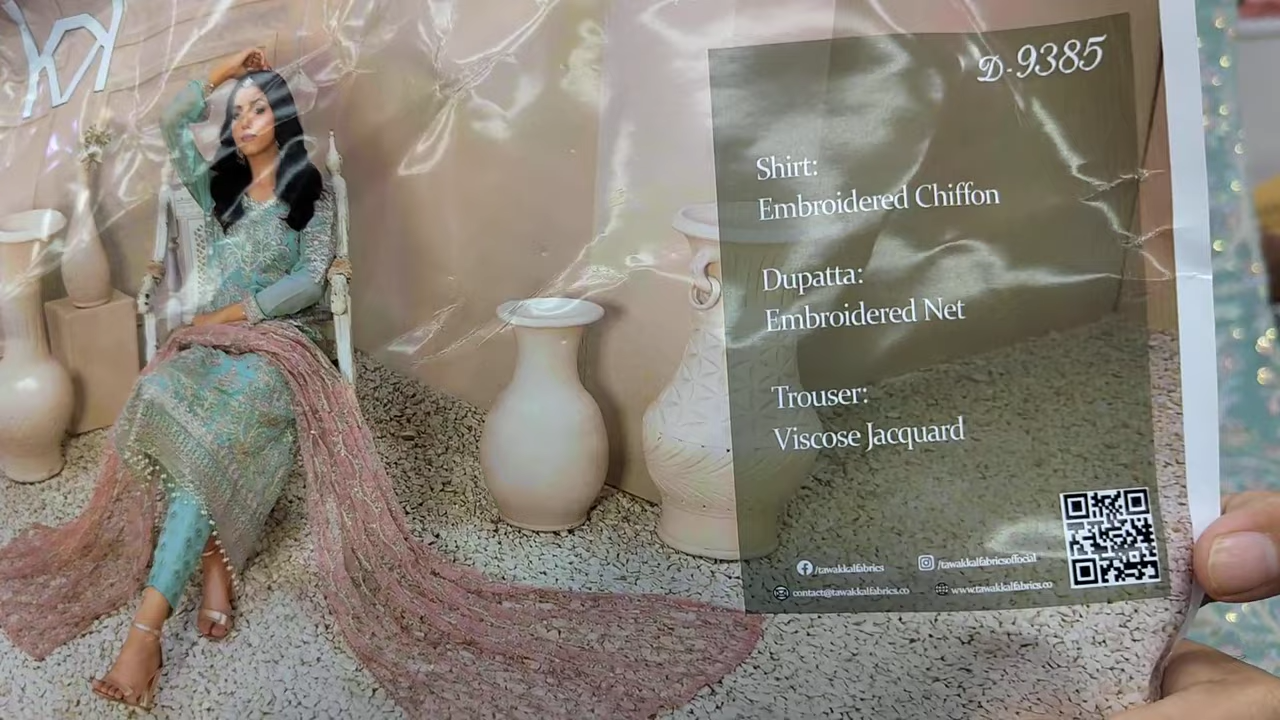 D-9385
Shirt:
Embroidered Chiffon
Dupatta:
Embroidered Net
Trouser:
Viscose Jacquard
/tawakkalfabrics
/tawakkalfabricsofficial
contact@tawakkalfabrics.co
www.tawakkalfabrics.co